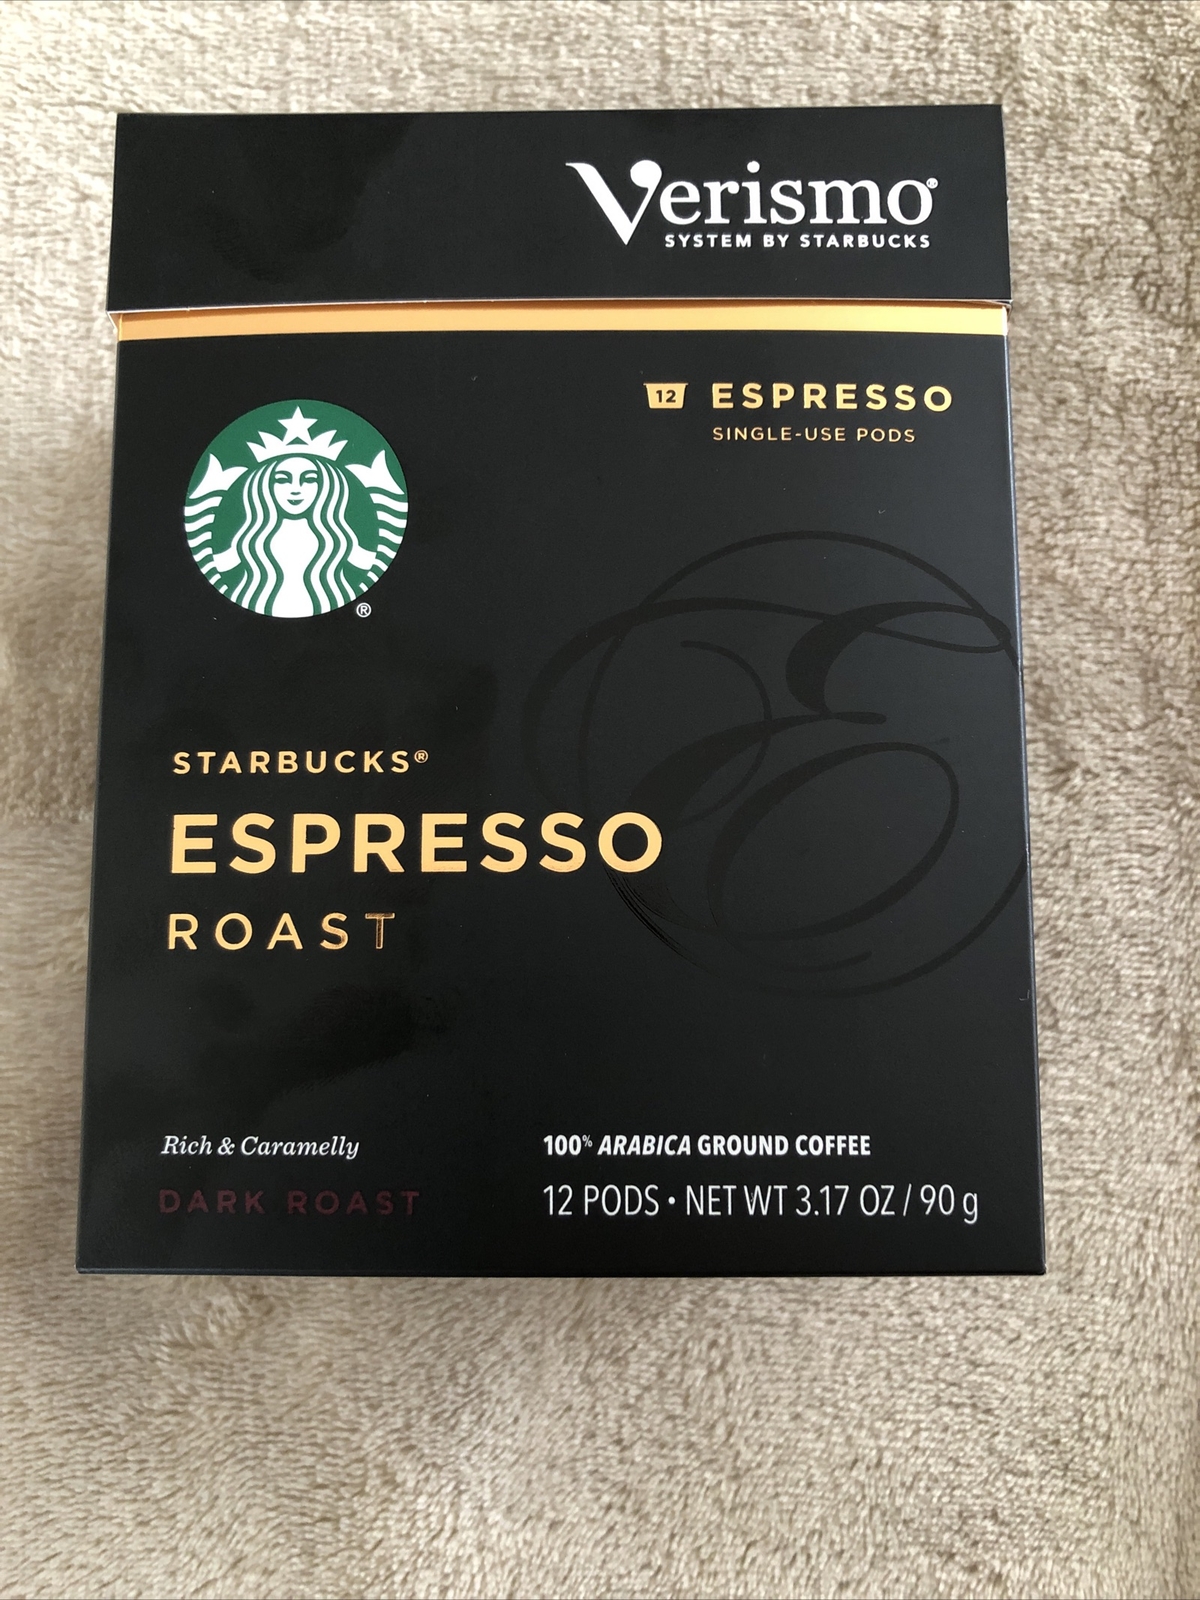 Verismo®
SYSTEM BY STARBUCKS
12 ESPRESSO
SINGLE-USE PODS
®
STARBUCKS®
ESPRESSO
ROAST
Rich & Caramelly
DARK ROAST
100% ARABICA GROUND COFFEE
12 PODS • NET WT 3.17 OZ / 90 g